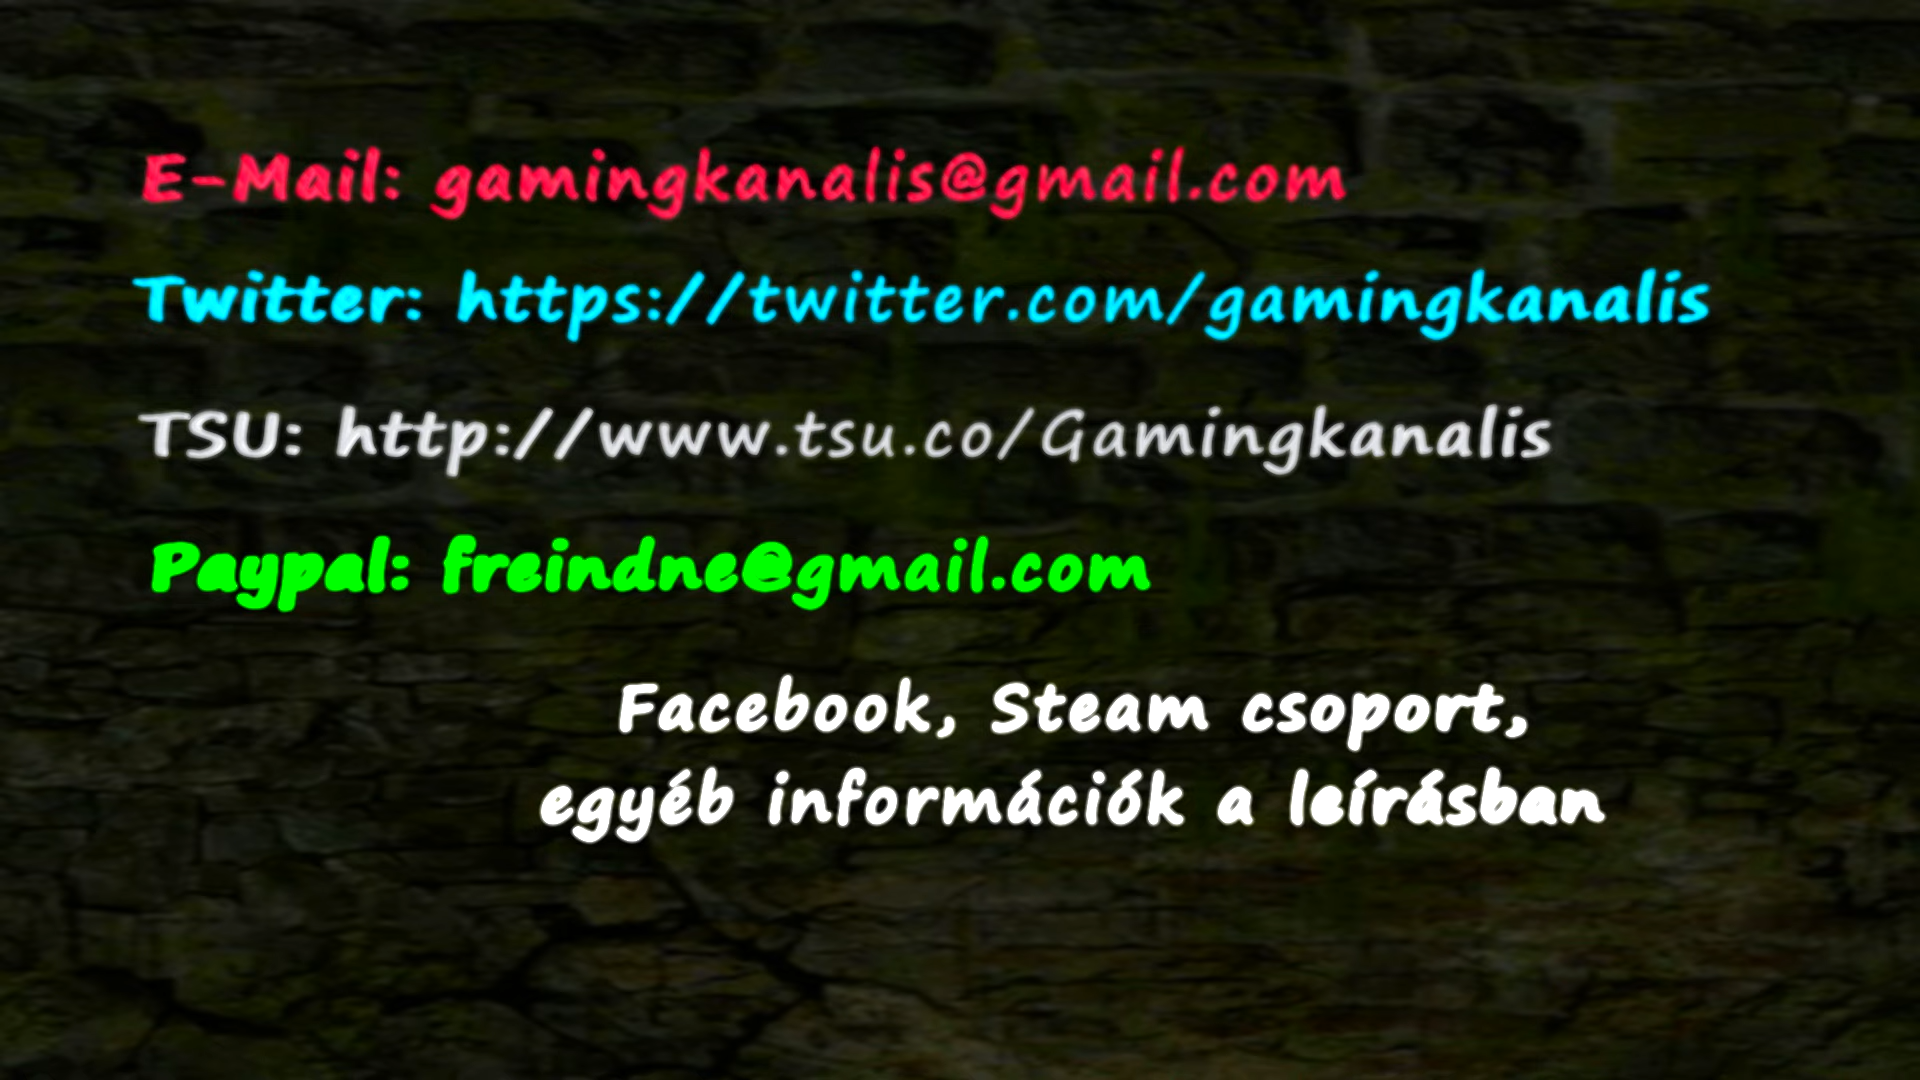 E-Mail: gamingkanalis@gmail.com
Twitter: https://twitter.com/gamingkanalis
TSU: http://www.tsu.co/Gamingkanalis
Paypal: freindne@gmail.com
Facebook, Steam csoport,
egyéb információk a leírásban